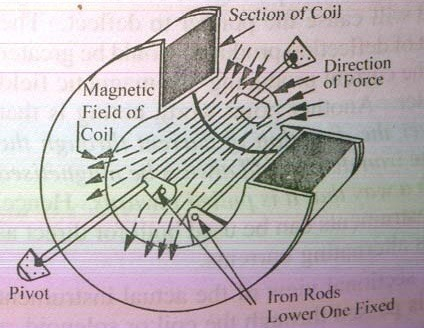 Section of Coil
Direction
of Force
Magnetic
Field of
Coil
Pivot
Iron Rods
Lower One Fixed